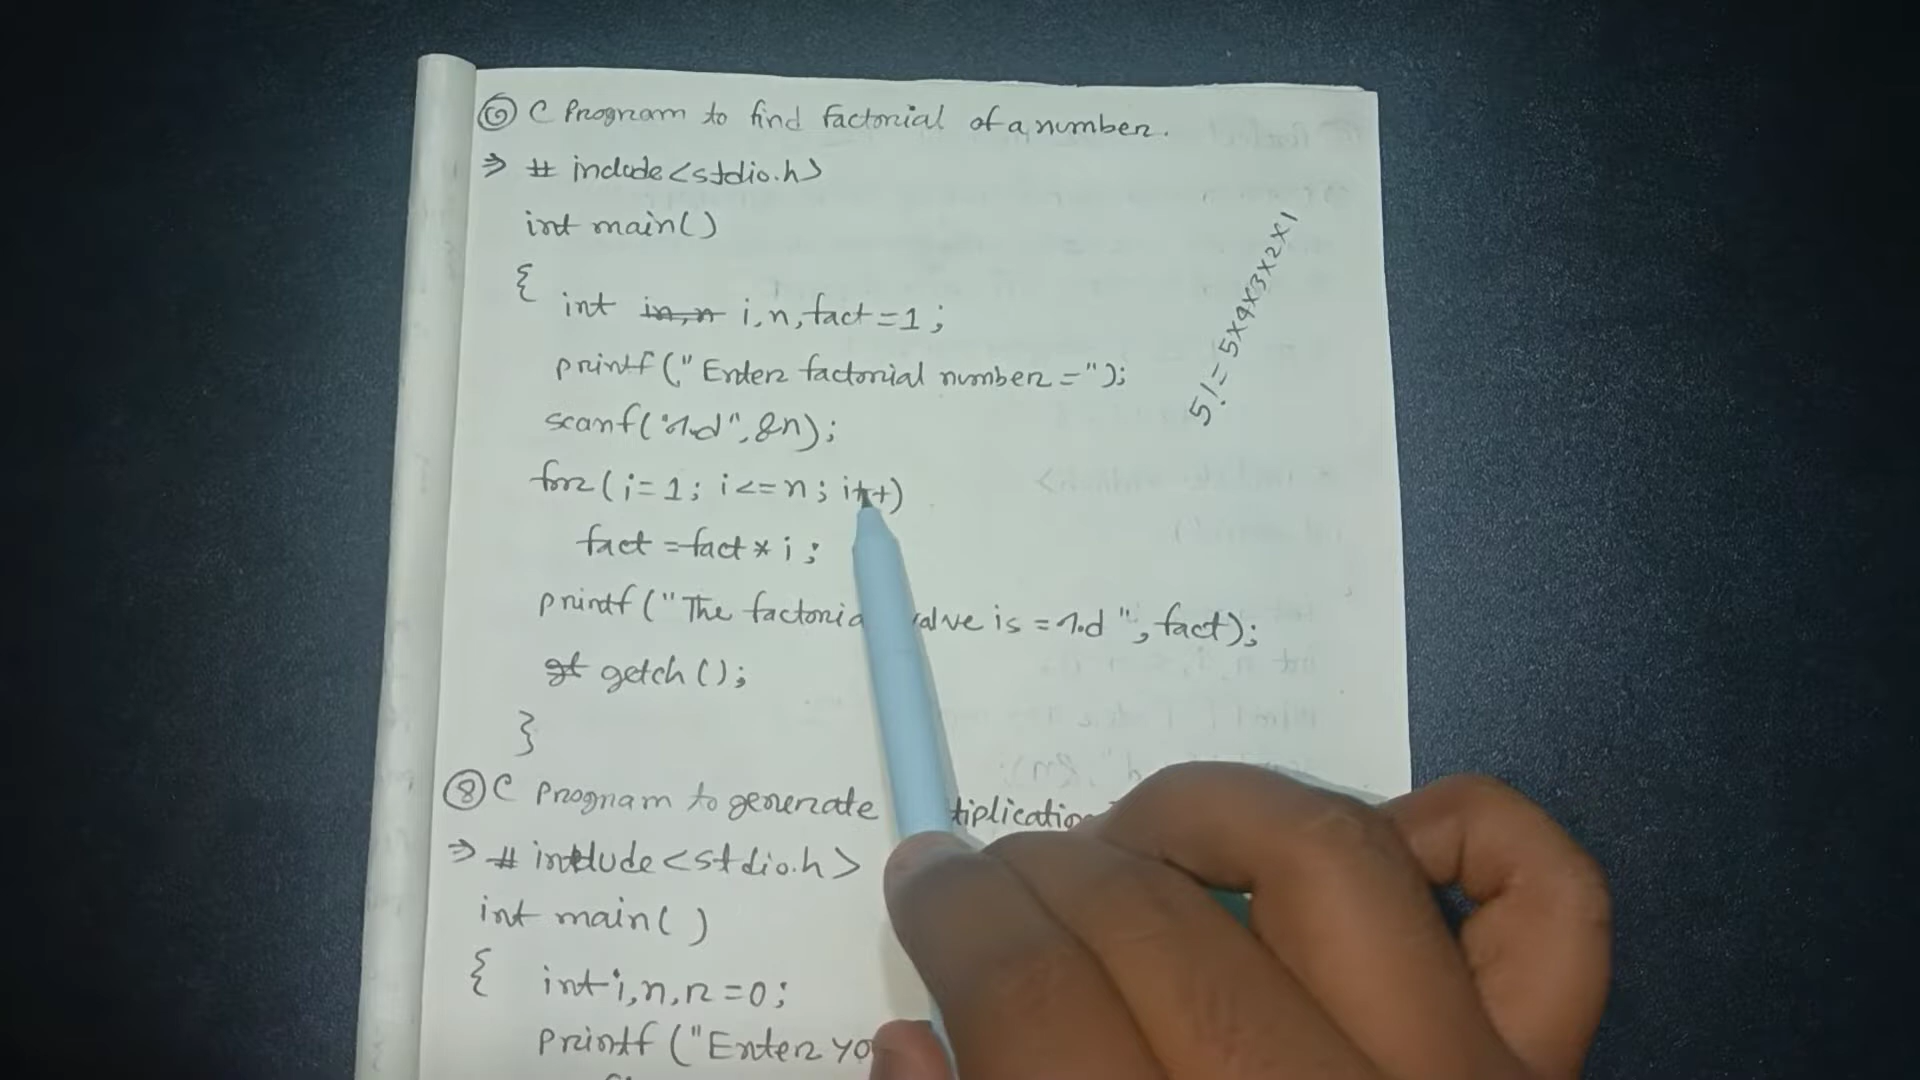 ⑥ C Program to find factorial of a number.
⇒ # include<stdio.h>
int main()
{
int i,n,fact=1;
printf("Enter factorial number =");
scanf("%d",&n);
for(i=1; i<=n; i++)
fact=fact*i;
printf("The factoria value is =%d", fact);
getch();
}
⑧ C Program to generate tiplication
⇒ # include<stdio.h>
int main( )
{ int i,n,r=0;
printf ("Enter yo
5!=5x4x3x2x1